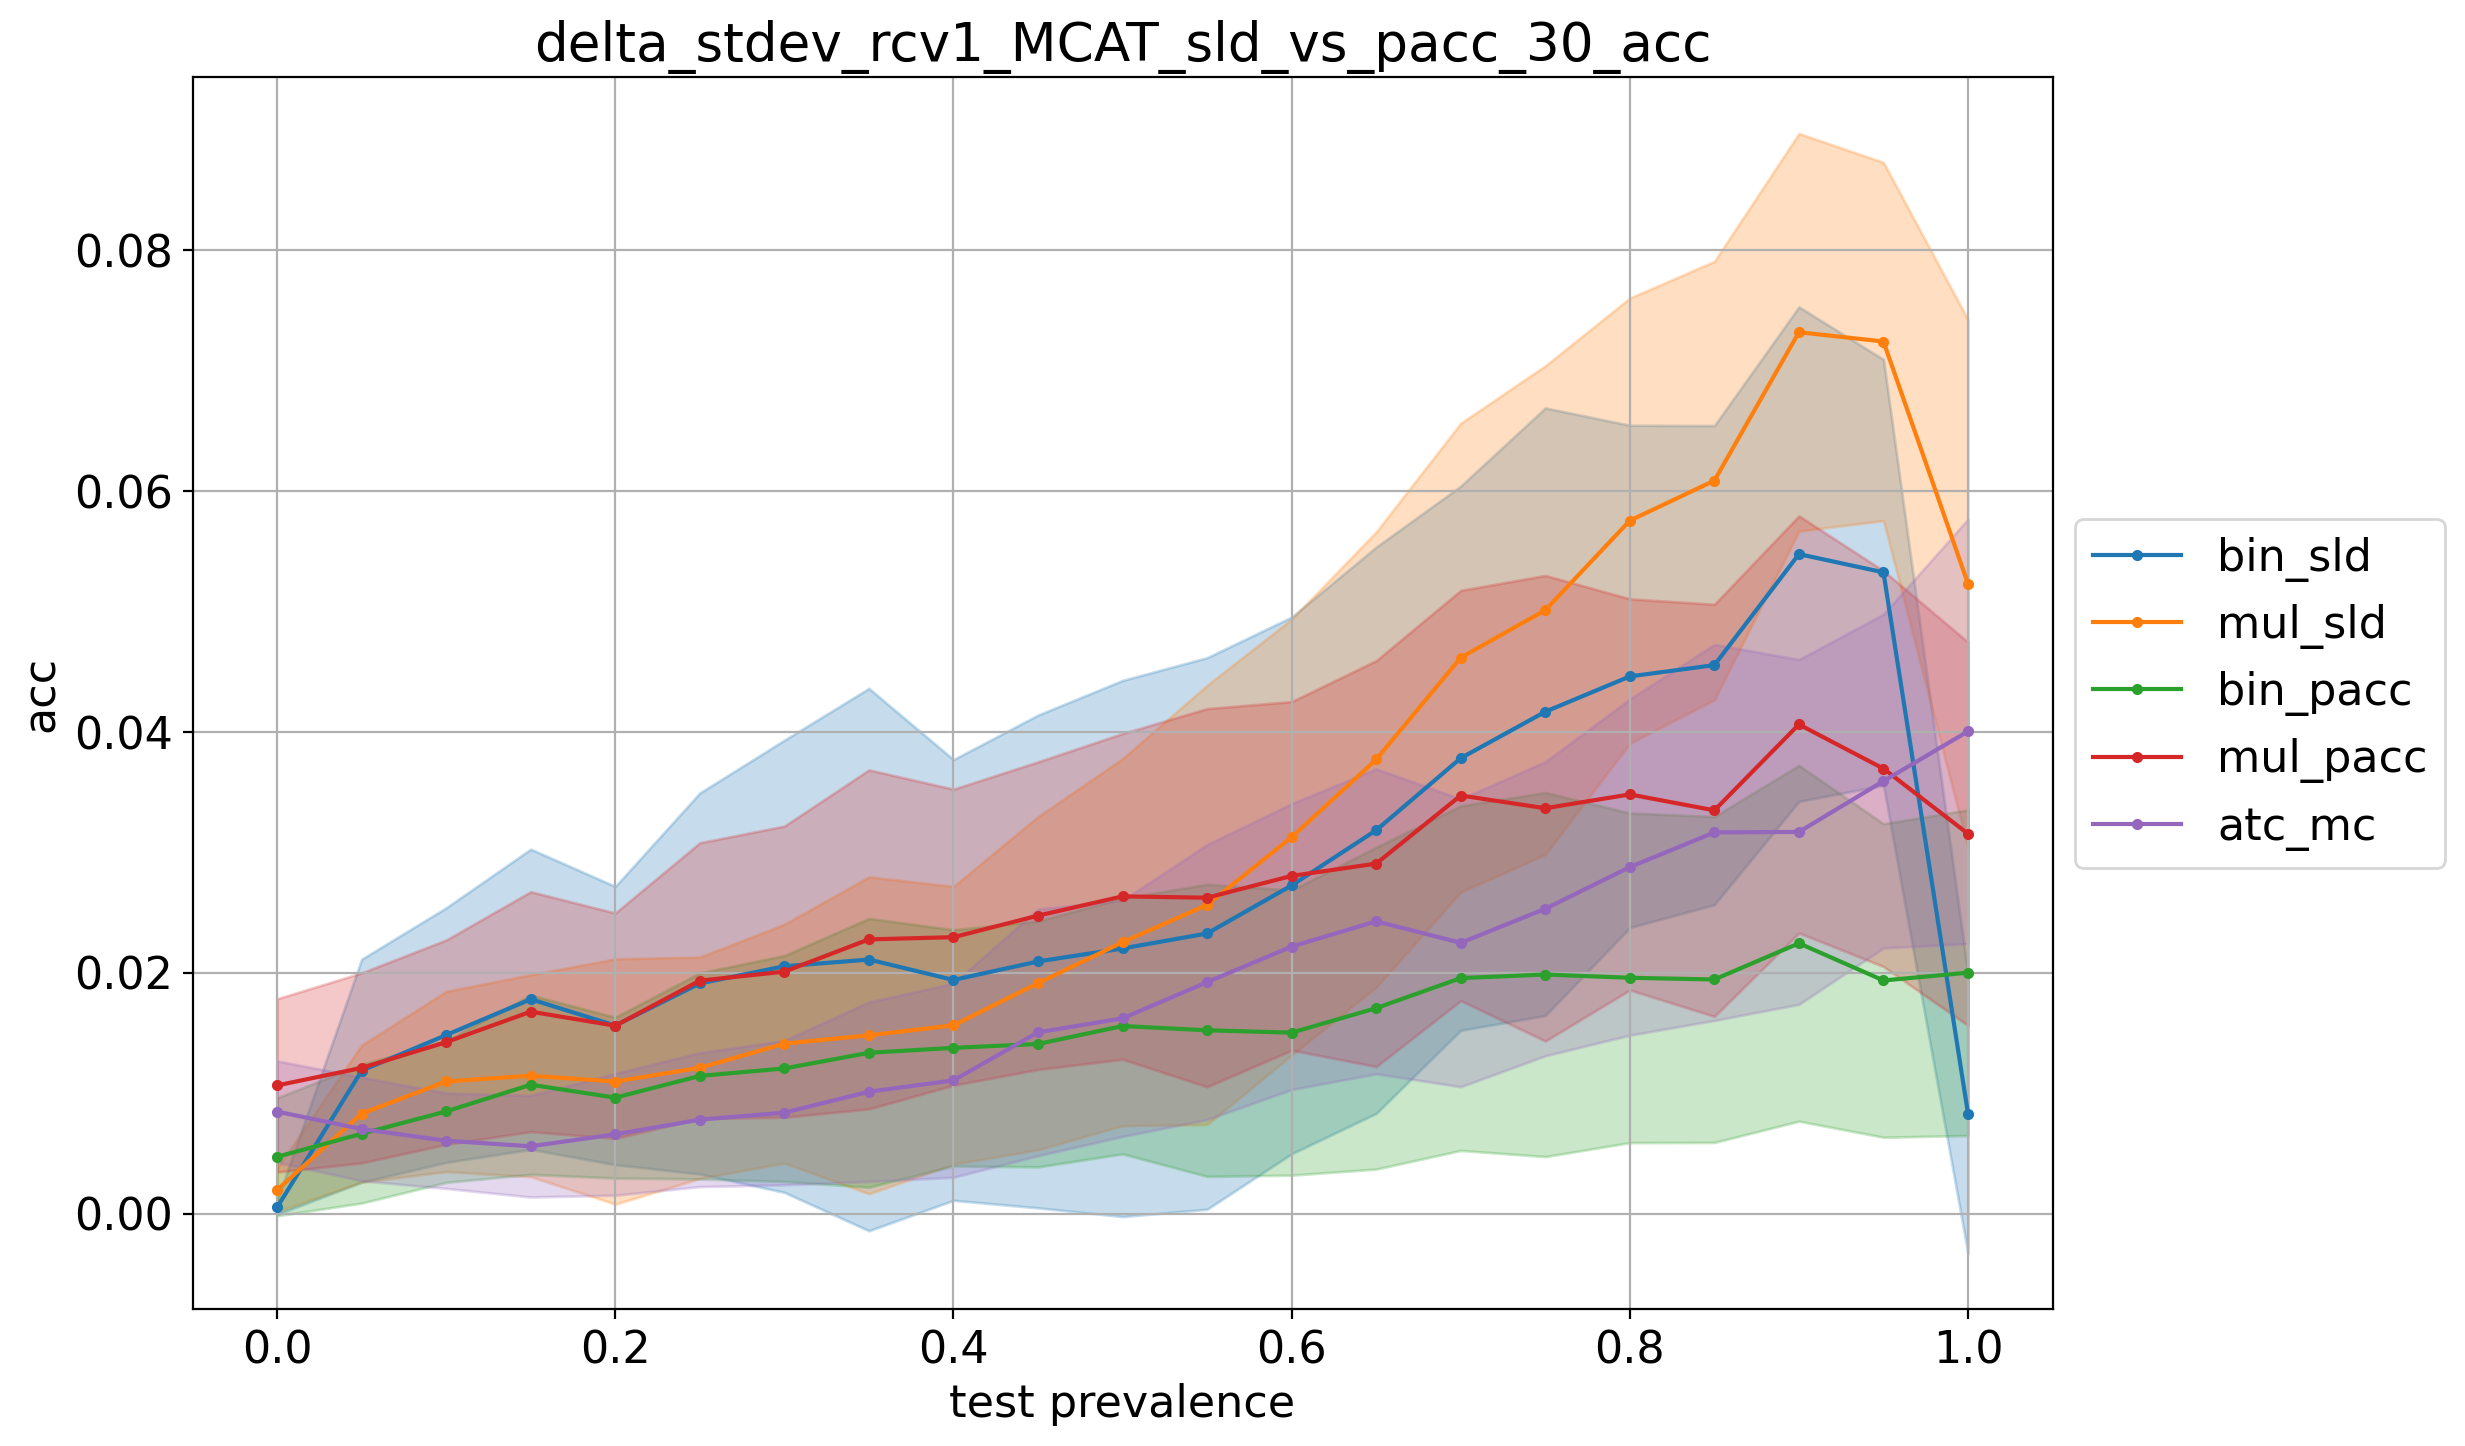 delta_stdev_rcv1_MCAT_sld_vs_pacc_30_acc
0.08
0.06
0.04
0.02
0.00
acc
0.0 0.2 0.4 0.6 0.8 1.0
test prevalence
bin_sld
mul_sld
bin_pacc
mul_pacc
atc_mc